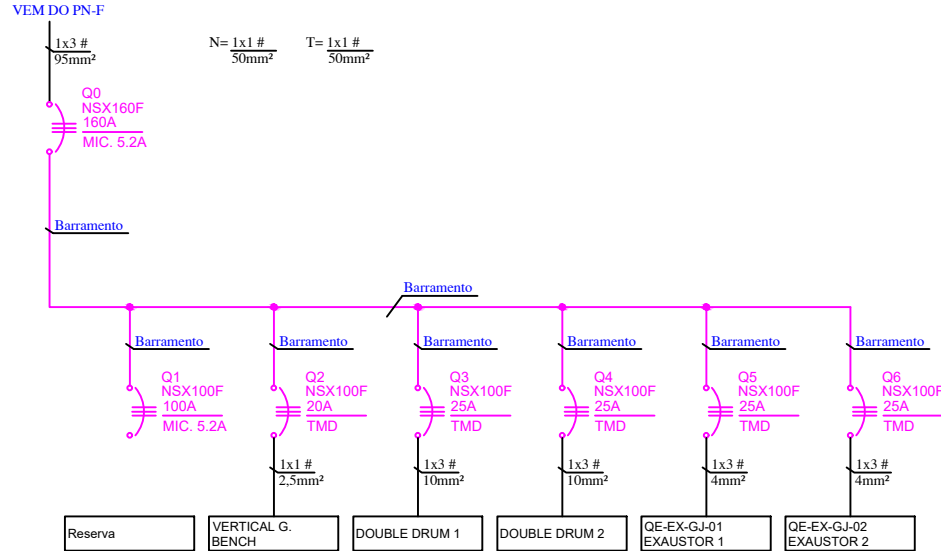 VEM DO PN-F
1x3 #
95mm²
N= 1x1 #
50mm²
T= 1x1 #
50mm²
Q0
NSX160F
160A
MIC. 5.2A
Barramento
Barramento
Barramento
Barramento
Barramento
Barramento
Barramento
Barramento
Q1
NSX100F
100A
MIC. 5.2A
Q2
NSX100F
20A
TMD
Q3
NSX100F
25A
TMD
Q4
NSX100F
25A
TMD
Q5
NSX100F
25A
TMD
Q6
NSX100F
25A
TMD
1x1 #
2,5mm²
1x3 #
10mm²
1x3 #
10mm²
1x3 #
4mm²
1x3 #
4mm²
Reserva
VERTICAL G.
BENCH
DOUBLE DRUM 1
DOUBLE DRUM 2
QE-EX-GJ-01
EXAUSTOR 1
QE-EX-GJ-02
EXAUSTOR 2